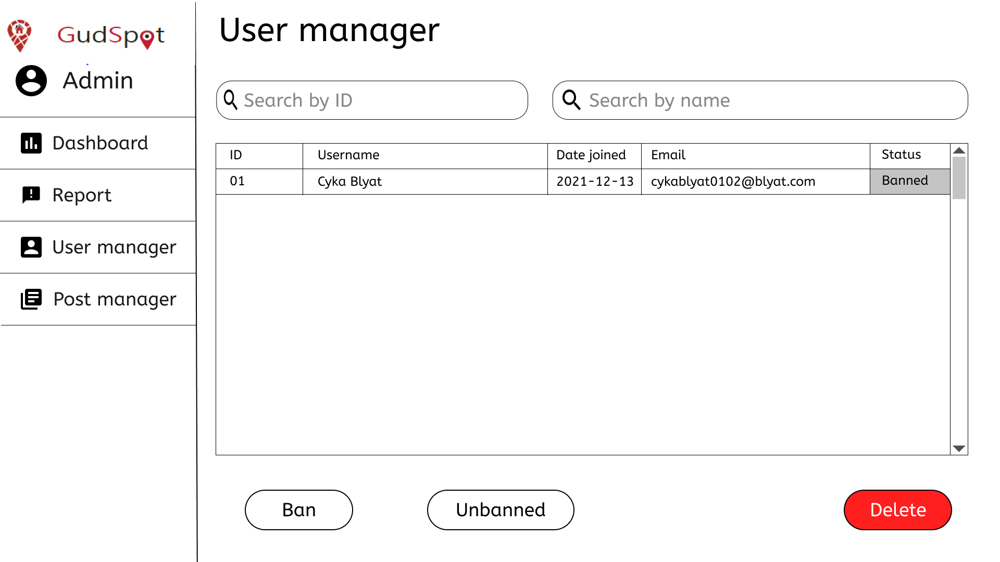 GudSpot
Admin
Dashboard
Report
User manager
Post manager
User manager
Search by ID
Search by name
ID Username Date joined Email Status
01 Cyka Blyat 2021-12-13 cykablyat0102@blyat.com Banned
Ban
Unbanned
Delete